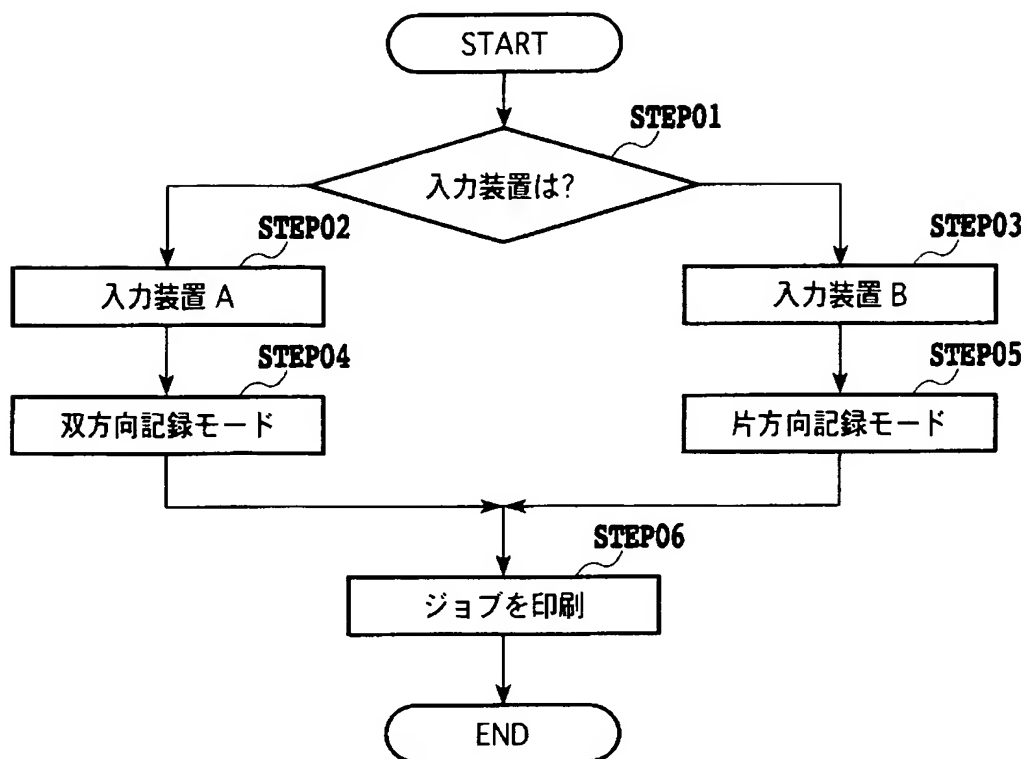 START
STEP01
入力装置は?
STEP02
入力装置 A
STEP03
入力装置 B
STEP04
双方向記録モード
STEP05
片方向記録モード
STEP06
ジョブを印刷
END